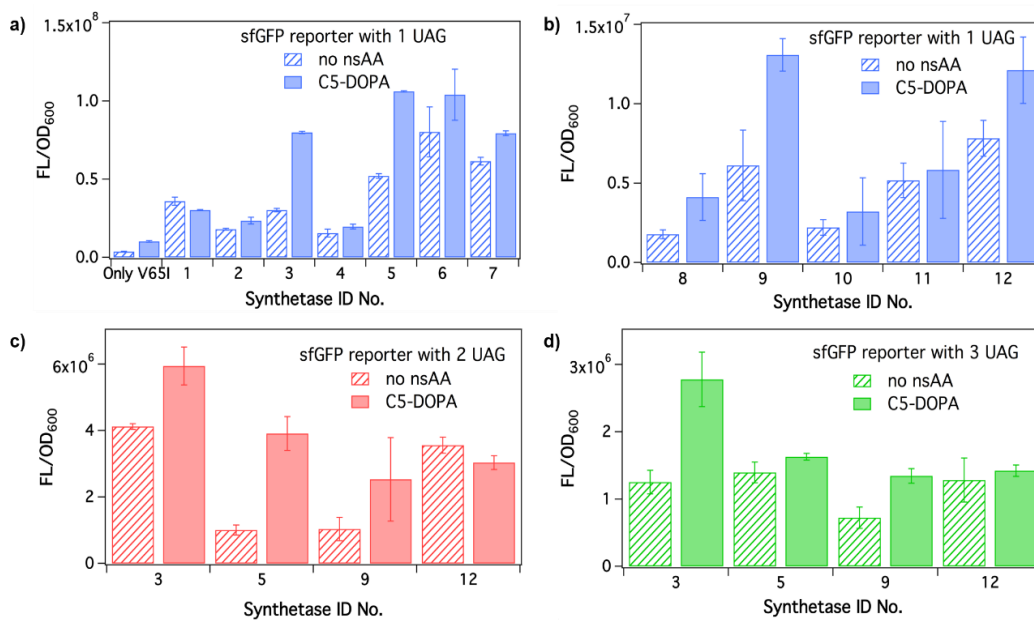 a)
1.5x10⁸
1.0
0.5
0.0
FL/OD₆₀₀
sfGFP reporter with 1 UAG
no nsAA
C5-DOPA
Only V65I 1 2 3 4 5 6 7
Synthetase ID No.
b)
1.5x10⁷
1.0
0.5
0.0
FL/OD₆₀₀
sfGFP reporter with 1 UAG
no nsAA
C5-DOPA
8 9 10 11 12
Synthetase ID No.
c)
6x10⁶
4
2
0
FL/OD₆₀₀
sfGFP reporter with 2 UAG
no nsAA
C5-DOPA
3 5 9 12
Synthetase ID No.
d)
3x10⁶
2
1
0
FL/OD₆₀₀
sfGFP reporter with 3 UAG
no nsAA
C5-DOPA
3 5 9 12
Synthetase ID No.